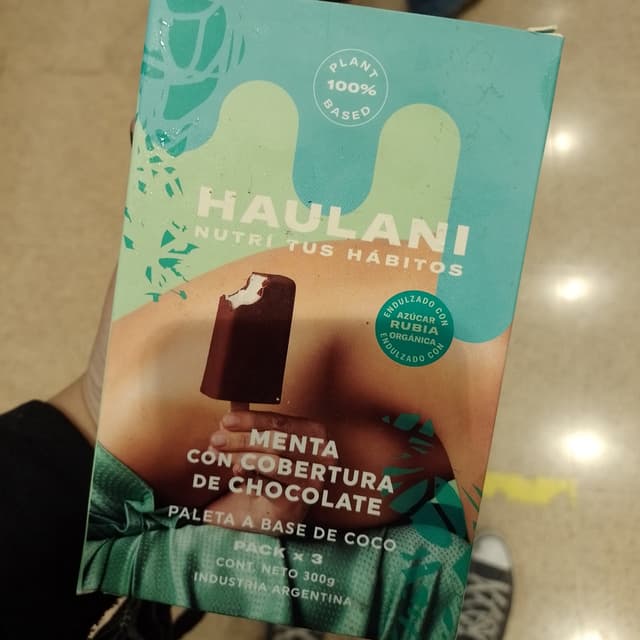 PLANT
100%
BASED
HAULANI
NUTRÍ TUS HÁBITOS
ENDULZADO CON
AZÚCAR
RUBIA
ORGÁNICA
ENDULZADO CON
MENTA
CON COBERTURA
DE CHOCOLATE
PALETA A BASE DE COCO
PACK x 3
CONT. NETO 300g
INDUSTRIA ARGENTINA